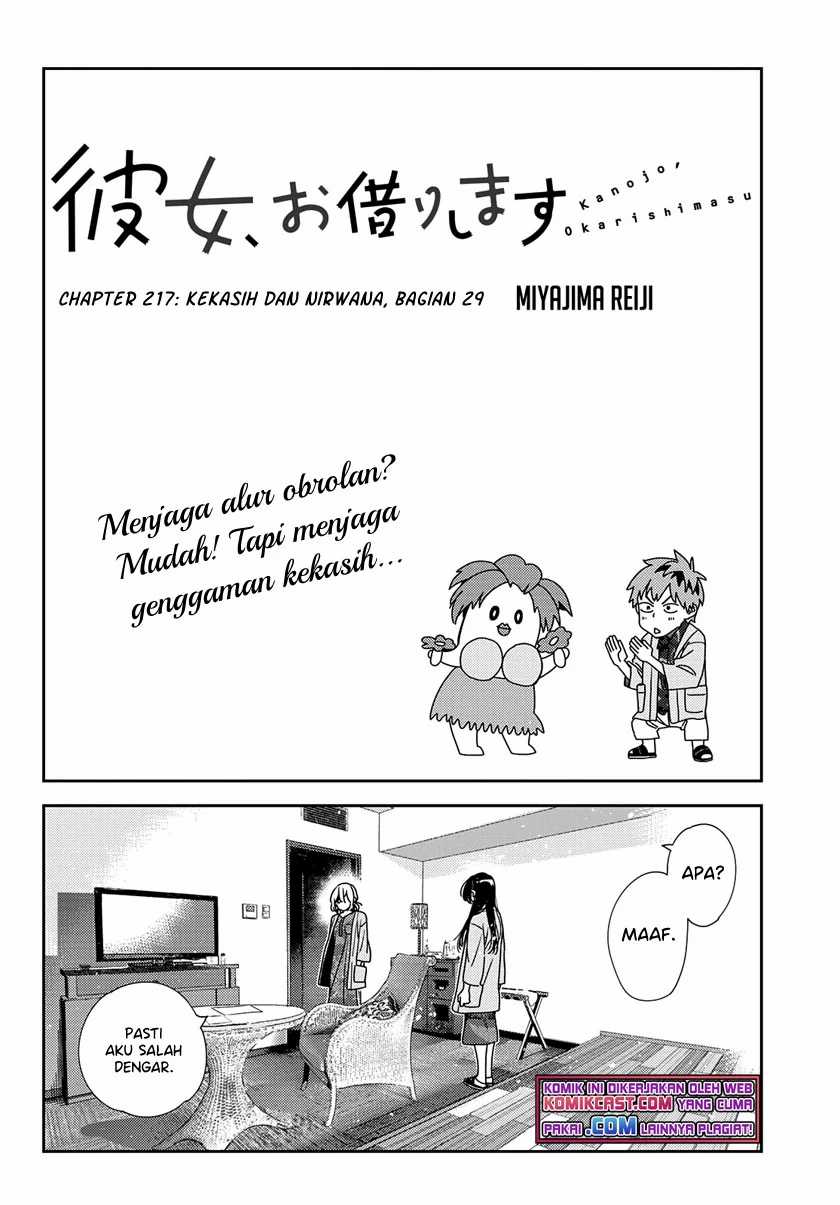 彼女、お借りします
Kanojo,
Okarishimasu
CHAPTER 217: KEKASIH DAN NIRWANA, BAGIAN 29
MIYAJIMA REIJI
Menjaga alur obrolan?
Mudah! Tapi menjaga
genggaman kekasih...
APA?
MAAF.
PASTI
AKU SALAH
DENGAR.
KOMIK INI DIKERJAKAN OLEH WEB
KOMIKCAST.COM YANG CUMA
PAKAI .COM LAINNYA PLAGIAT!